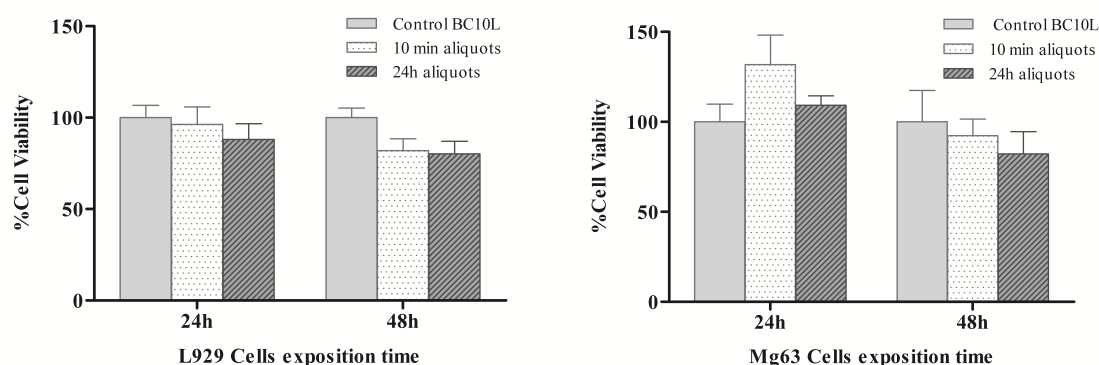 150
100
50
0
%Cell Viability
Control BC10L
10 min aliquots
24h aliquots
24h
48h
L929 Cells exposition time
150
100
50
0
%Cell Viability
Control BC10L
10 min aliquots
24h aliquots
24h
48h
Mg63 Cells exposition time